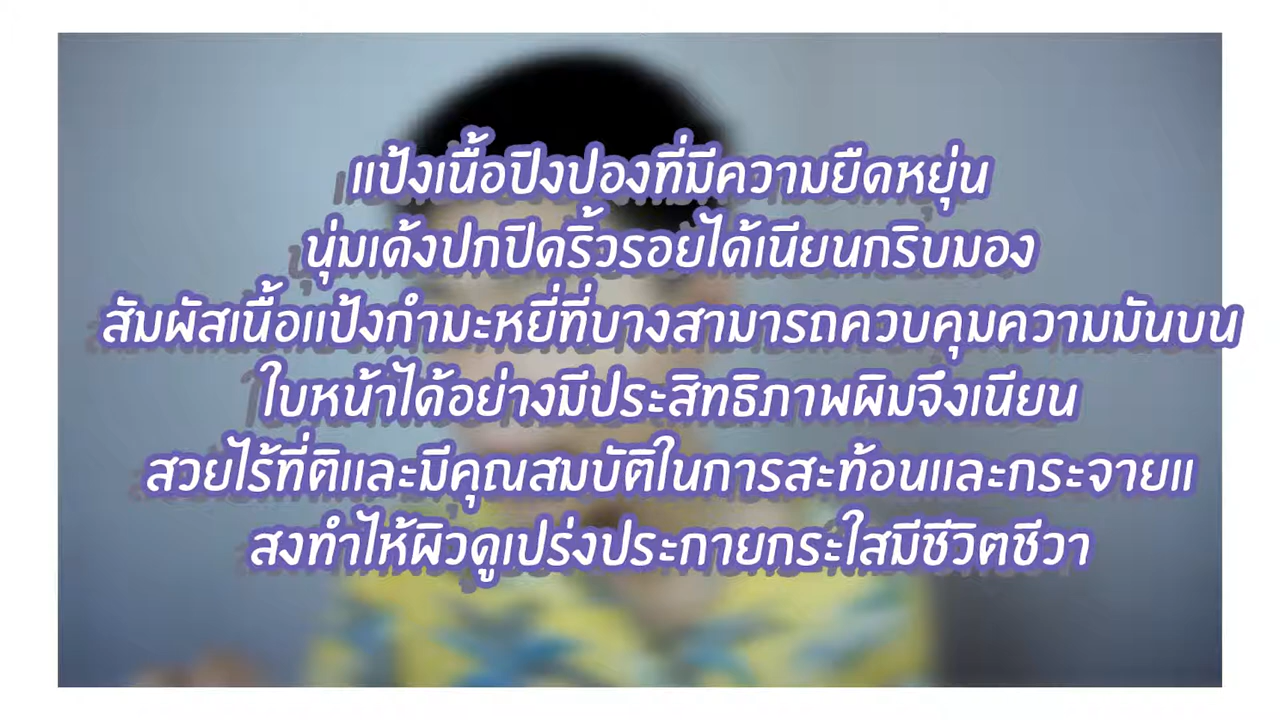 แป้งเนื้อปิงปองที่มีความยืดหยุ่น
นุ่มเด้งปกปิดริ้วรอยได้เนียนกริบมอง
สัมผัสเนื้อแป้งกำมะหยี่ที่บางสามารถควบคุมความมันบน
ใบหน้าได้อย่างมีประสิทธิภาพผิมจึงเนียน
สวยไร้ที่ติและมีคุณสมบัติในการสะท้อนและกระจายแ
สงทำไห้ผิวดูเปร่งประกายกระใสมีชีวิตชีวา